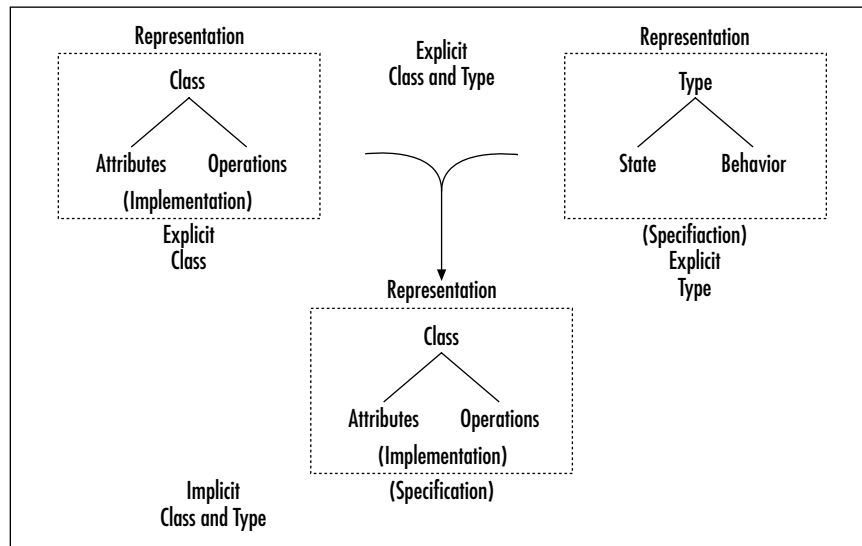 Representation
Class
Attributes Operations
(Implementation)
Explicit
Class
Explicit
Class and Type
Representation
Type
State Behavior
(Specifiaction)
Explicit
Type
Representation
Class
Attributes Operations
(Implementation)
(Specification)
Implicit
Class and Type